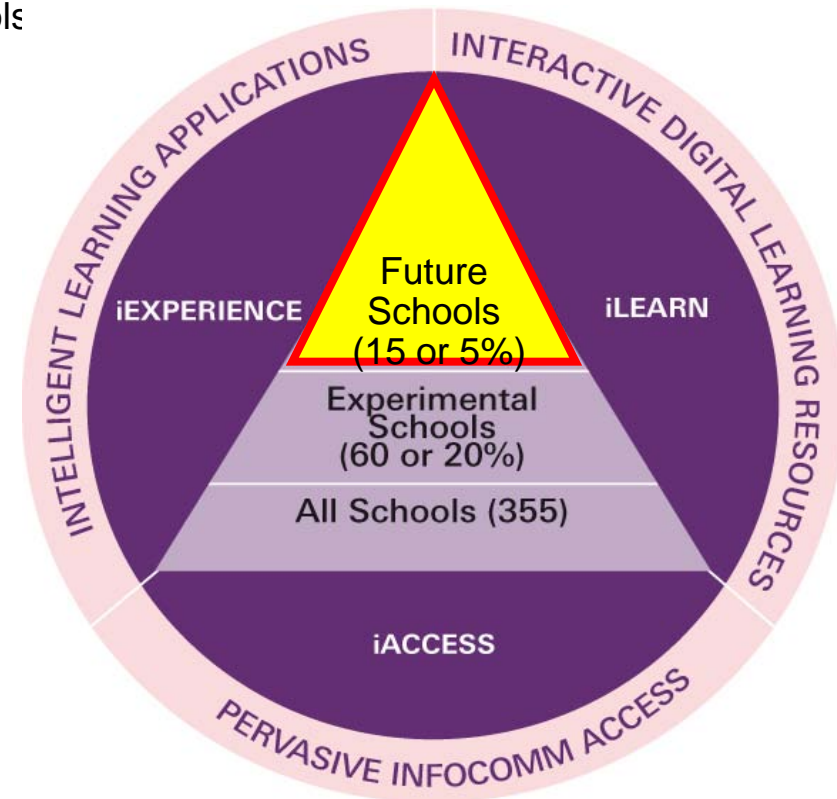 INTELLIGENT LEARNING APPLICATIONS
INTERACTIVE DIGITAL LEARNING RESOURCES
Future
Schools
(15 or 5%)
iEXPERIENCE
iLEARN
Experimental
Schools
(60 or 20%)
All Schools (355)
iACCESS
PERVASIVE INFOCOMM ACCESS